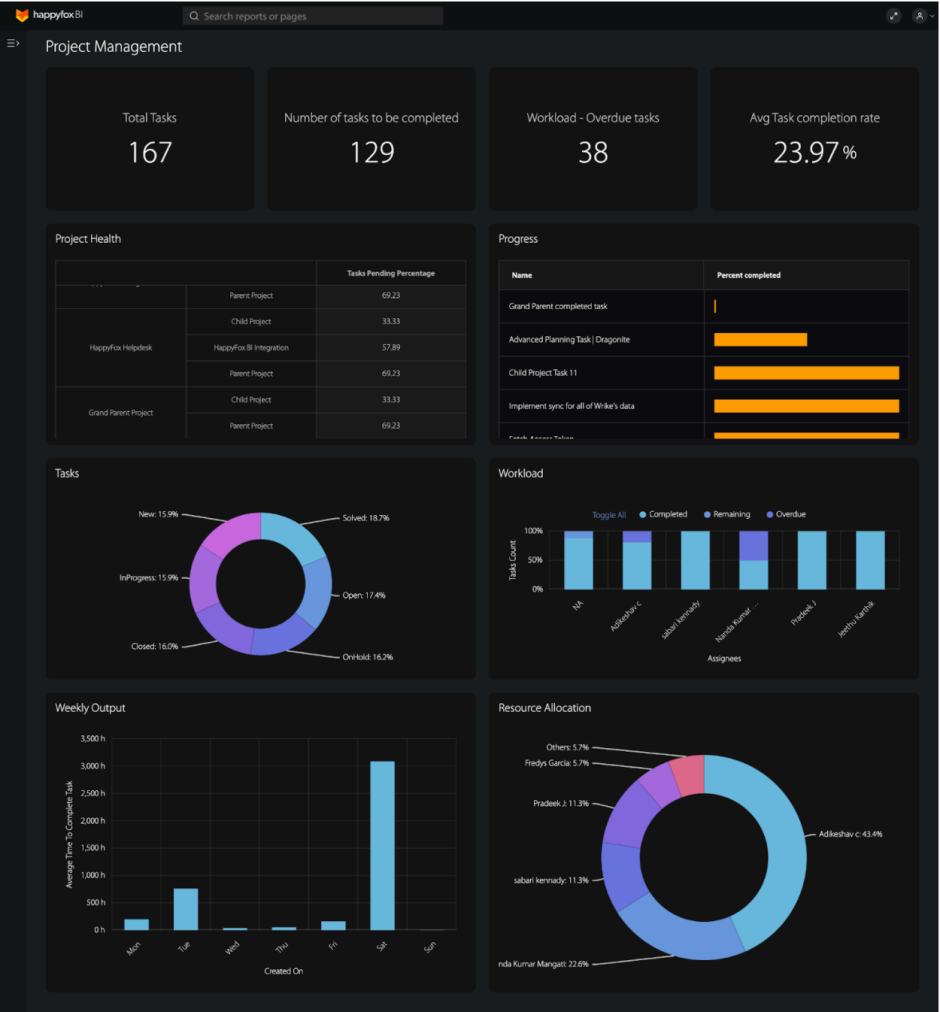 happyfox BI
Search reports or pages
Project Management
Total Tasks
167
Number of tasks to be completed
129
Workload - Overdue tasks
38
Avg Task completion rate
23.97 %
Project Health
Tasks Pending Percentage
Parent Project 69.23
Child Project 33.33
HappyFox Helpdesk HappyFox BI Integration 57.89
Parent Project 69.23
Grand Parent Project Child Project 33.33
Parent Project 69.23
Progress
Name Percent completed
Grand Parent completed task
Advanced Planning Task | Dragonite
Child Project Task 11
Implement sync for all of Wrike's data
Fetch Access Token
Tasks
New: 15.9%
Solved: 18.7%
InProgress: 15.9%
Open: 17.4%
Closed: 16.0%
OnHold: 16.2%
Workload
Toggle All Completed Remaining Overdue
Tasks Count
100%
50%
0%
NA
Adikeshav c
sabari kennady
Nanda Kumar ...
Pradeek J
Jeethu Karthik
Assignees
Weekly Output
Average Time To Complete Task
3,500 h
3,000 h
2,500 h
2,000 h
1,500 h
1,000 h
500 h
0 h
Mon Tue Wed Thu Fri Sat Sun
Created On
Resource Allocation
Others: 5.7%
Fredys Garcia: 5.7%
Pradeek J: 11.3%
Adikeshav c: 43.4%
sabari kennady: 11.3%
nda Kumar Mangati: 22.6%